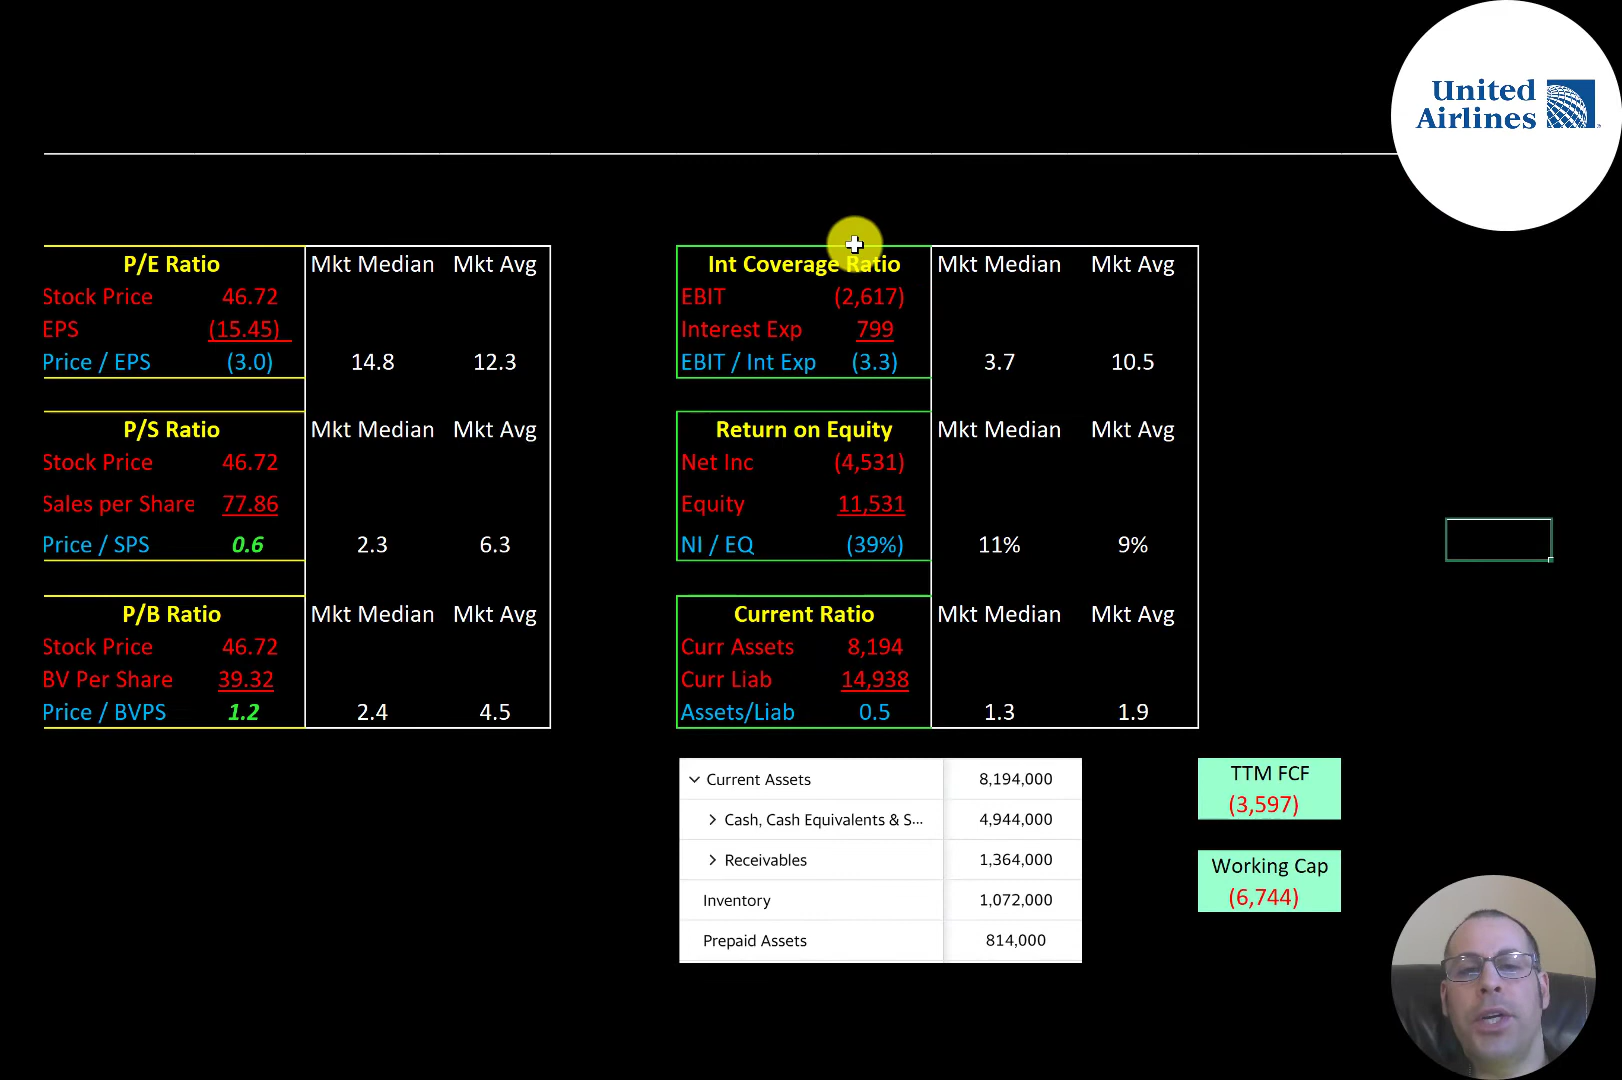 United
Airlines
P/E Ratio Mkt Median Mkt Avg
Stock Price 46.72
EPS (15.45)
Price / EPS (3.0) 14.8 12.3
P/S Ratio Mkt Median Mkt Avg
Stock Price 46.72
Sales per Share 77.86
Price / SPS 0.6 2.3 6.3
P/B Ratio Mkt Median Mkt Avg
Stock Price 46.72
BV Per Share 39.32
Price / BVPS 1.2 2.4 4.5
Int Coverage Ratio Mkt Median Mkt Avg
EBIT (2,617)
Interest Exp 799
EBIT / Int Exp (3.3) 3.7 10.5
Return on Equity Mkt Median Mkt Avg
Net Inc (4,531)
Equity 11,531
NI / EQ (39%) 11% 9%
Current Ratio Mkt Median Mkt Avg
Curr Assets 8,194
Curr Liab 14,938
Assets/Liab 0.5 1.3 1.9
Current Assets 8,194,000
Cash, Cash Equivalents & S... 4,944,000
Receivables 1,364,000
Inventory 1,072,000
Prepaid Assets 814,000
TTM FCF
(3,597)
Working Cap
(6,744)